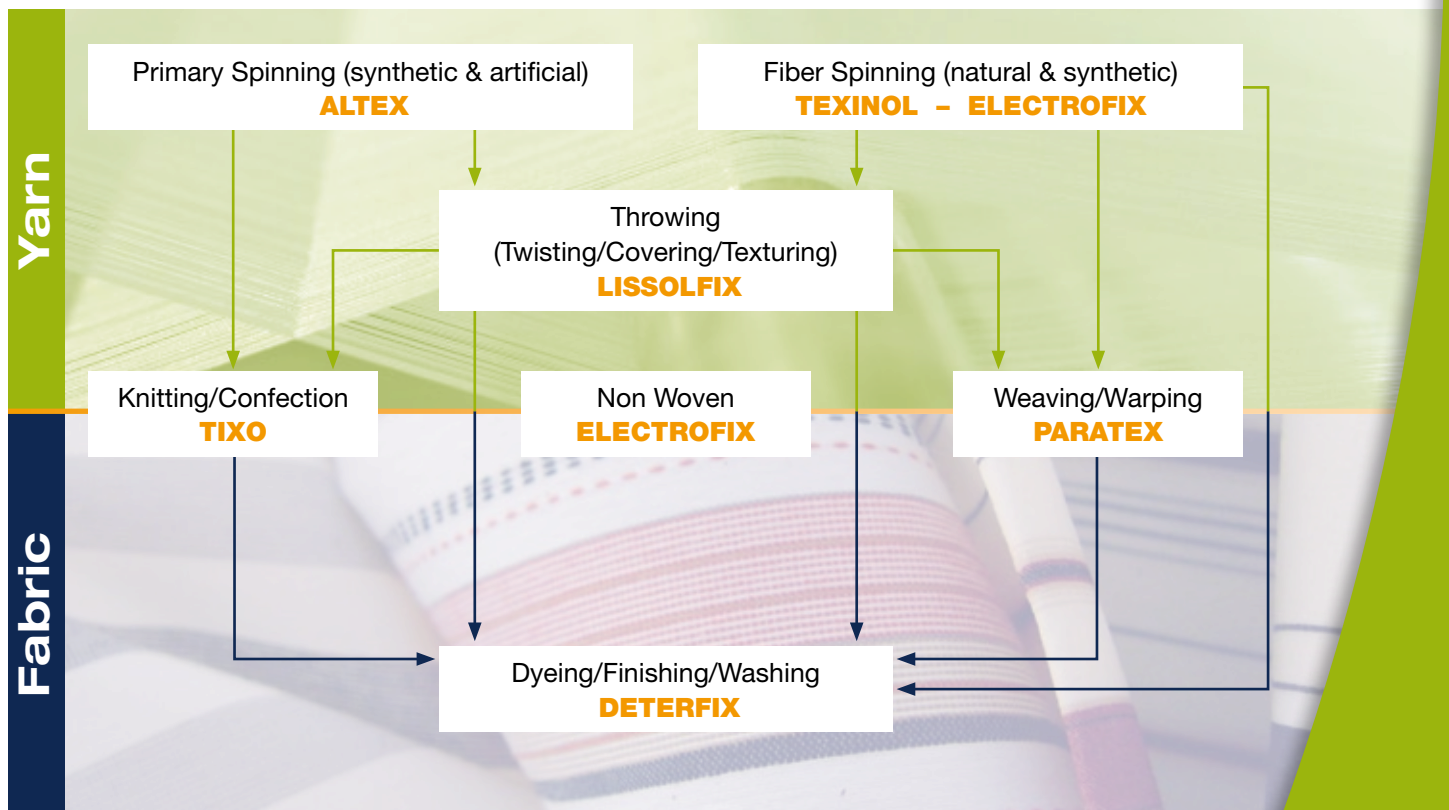 Yarn
Primary Spinning (synthetic & artificial)
ALTEX
Fiber Spinning (natural & synthetic)
TEXINOL – ELECTROFIX
Throwing
(Twisting/Covering/Texturing)
LISSOLFIX
Knitting/Confection
TIXO
Non Woven
ELECTROFIX
Weaving/Warping
PARATEX
Fabric
Dyeing/Finishing/Washing
DETERFIX